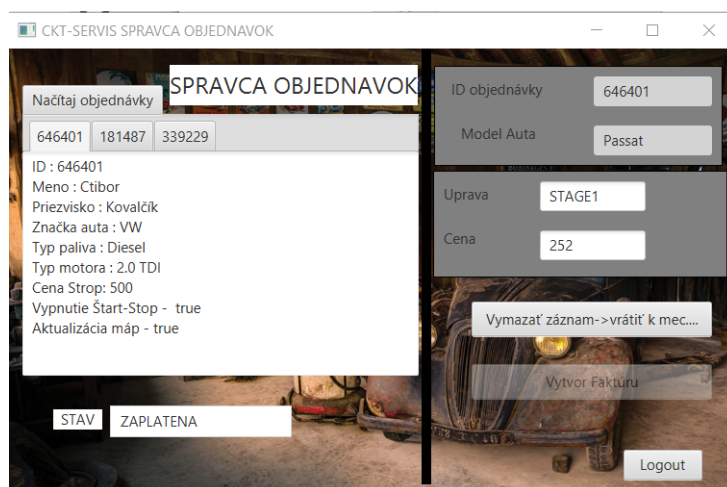 CKT-SERVIS SPRAVCA OBJEDNAVOK
SPRAVCA OBJEDNAVOK
Načítaj objednávky
646401 181487 339229
ID : 646401
Meno : Ctibor
Priezvisko : Kovalčík
Značka auta : VW
Typ paliva : Diesel
Typ motora : 2.0 TDI
Cena Strop: 500
Vypnutie Štart-Stop - true
Aktualizácia máp - true
STAV ZAPLATENA
ID objednávky 646401
Model Auta Passat
Uprava STAGE1
Cena 252
Vymazať záznam->vrátiť k mec....
Vytvor Faktúru
Logout